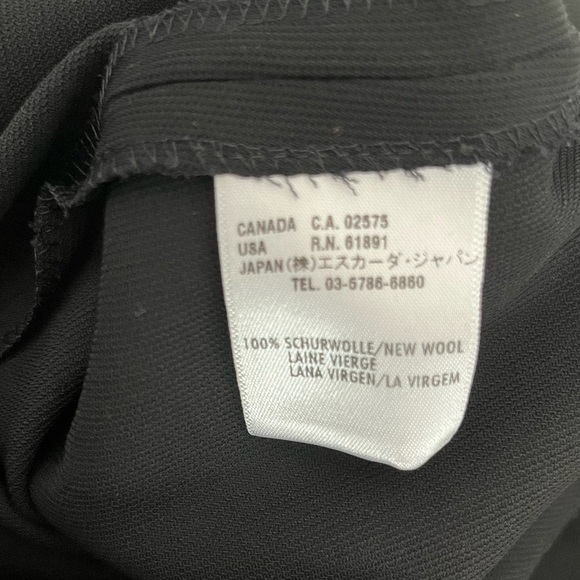 CANADA C.A. 02575
USA R.N. 61891
JAPAN(株)エスカーダ・ジャパン
TEL. 03-5786-6860
100% SCHURWOLLE/NEW WOOL
LAINE VIERGE
LANA VIRGEN/LA VIRGEM